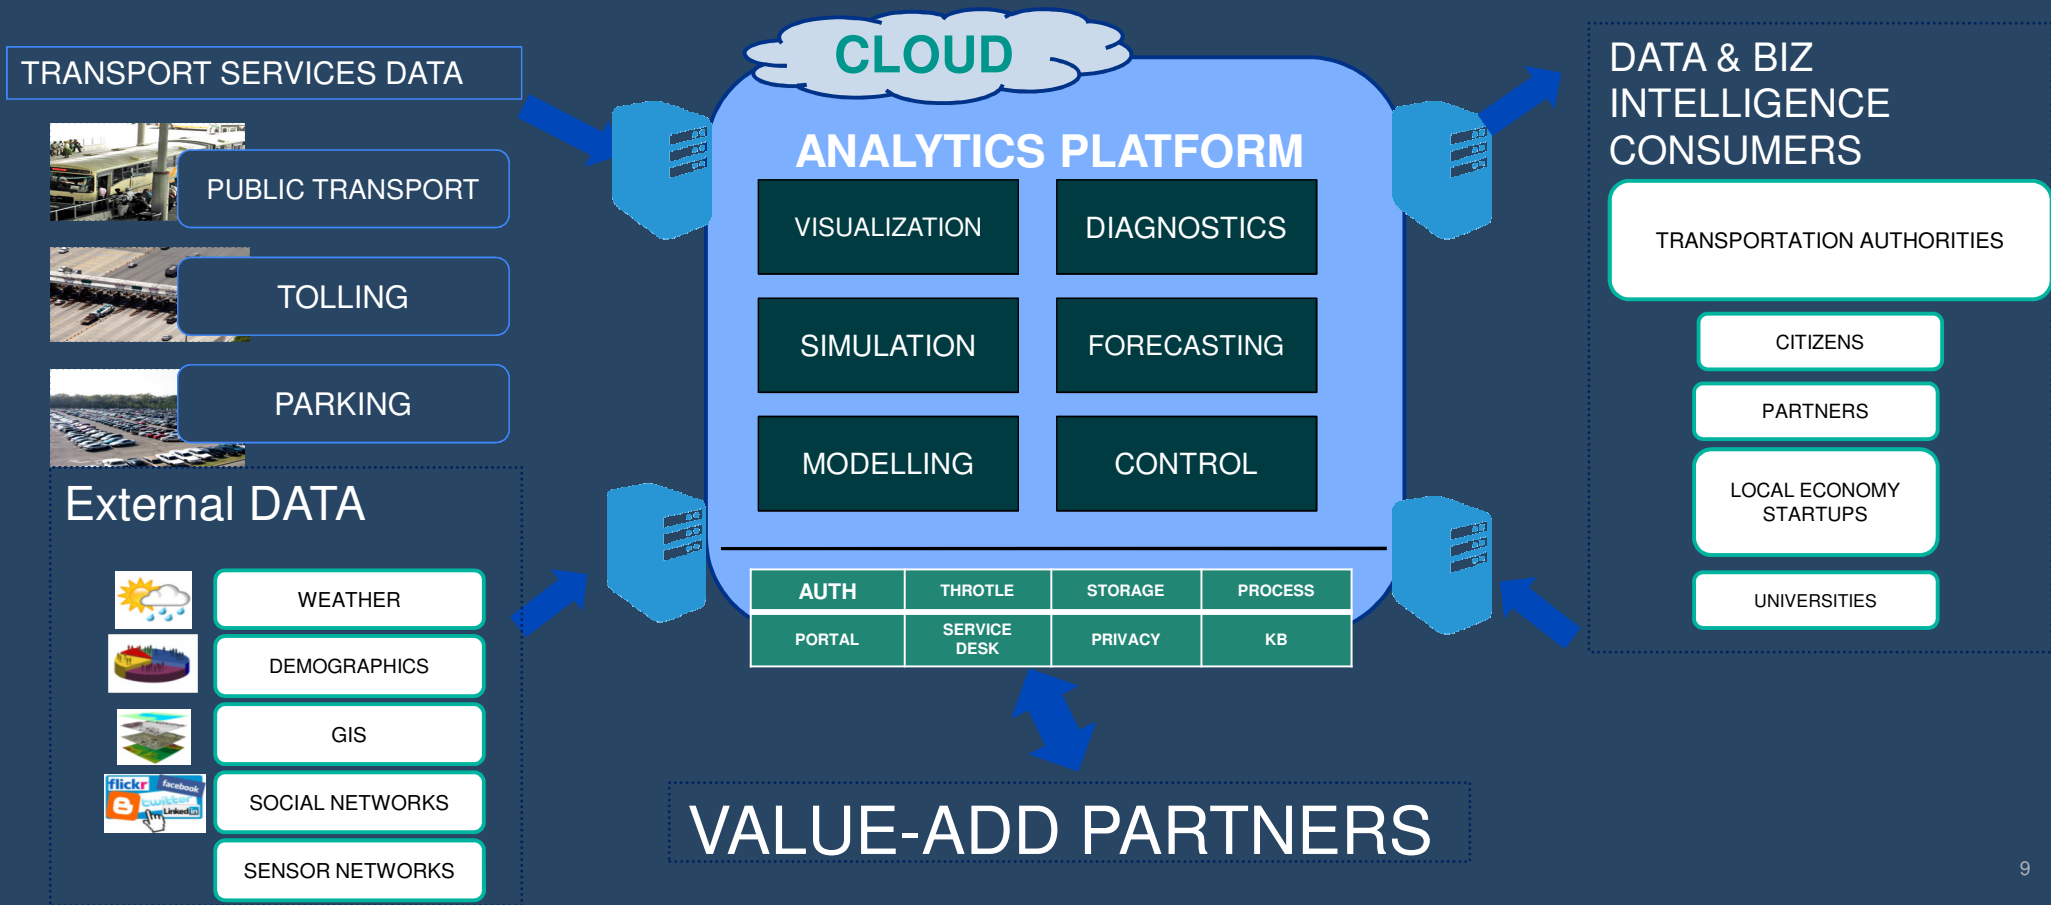 TRANSPORT SERVICES DATA
PUBLIC TRANSPORT
TOLLING
PARKING
External DATA
WEATHER
DEMOGRAPHICS
GIS
flickr
facebook
twitter
Linked in
SOCIAL NETWORKS
SENSOR NETWORKS
CLOUD
ANALYTICS PLATFORM
VISUALIZATION
DIAGNOSTICS
SIMULATION
FORECASTING
MODELLING
CONTROL
AUTH
THROTLE
STORAGE
PROCESS
PORTAL
SERVICE
DESK
PRIVACY
KB
VALUE-ADD PARTNERS
DATA & BIZ
INTELLIGENCE
CONSUMERS
TRANSPORTATION AUTHORITIES
CITIZENS
PARTNERS
LOCAL ECONOMY
STARTUPS
UNIVERSITIES
9